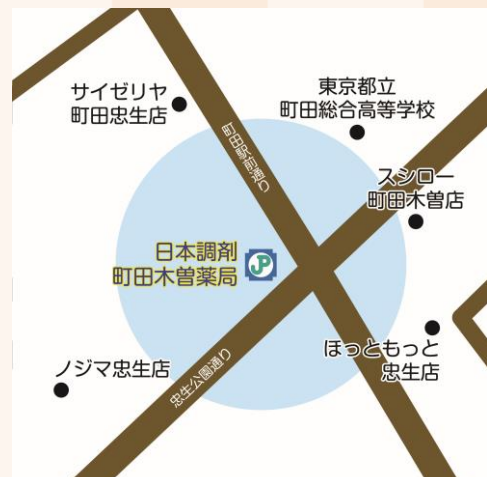 サイゼリヤ
町田忠生店
東京都立
町田総合高等学校
町田駅前通り
スシロー
町田木曽店
日本調剤
町田木曽薬局
JP
ほっともっと
忠生店
ノジマ忠生店
忠生公園通り